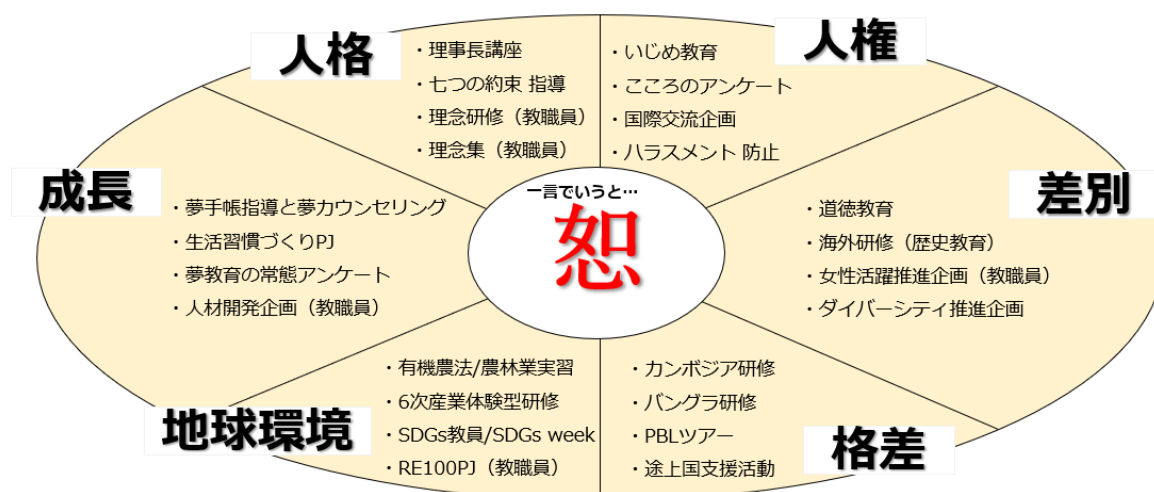 人格
・理事長講座
・七つの約束 指導
・理念研修（教職員）
・理念集（教職員）
人権
・いじめ教育
・こころのアンケート
・国際交流企画
・ハラスメント 防止
成長
・夢手帳指導と夢カウンセリング
・生活習慣づくりPJ
・夢教育の常態アンケート
・人材開発企画（教職員）
一言でいうと…
恕
差別
・道徳教育
・海外研修（歴史教育）
・女性活躍推進企画（教職員）
・ダイバーシティ推進企画
地球環境
・有機農法/農林業実習
・6次産業体験型研修
・SDGs教員/SDGs week
・RE100PJ（教職員）
格差
・カンボジア研修
・バングラ研修
・PBLツアー
・途上国支援活動